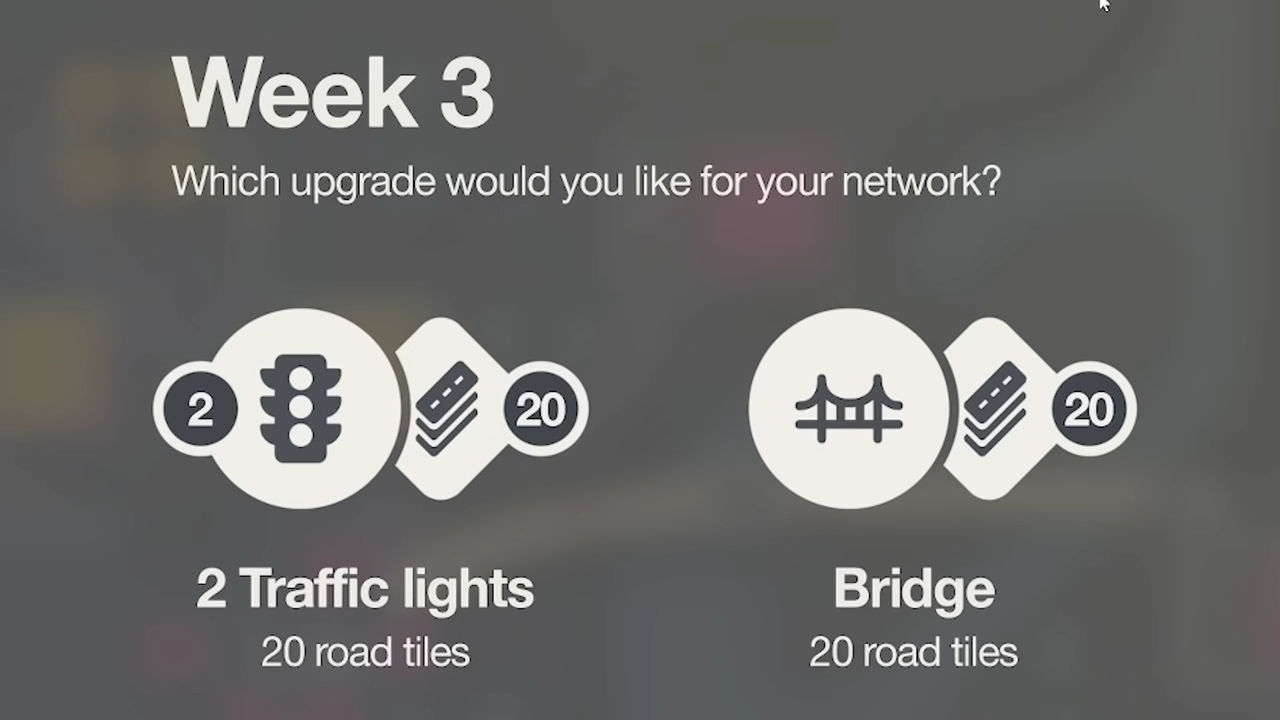 Week 3
Which upgrade would you like for your network?
2
20
20
2 Traffic lights
Bridge
20 road tiles
20 road tiles